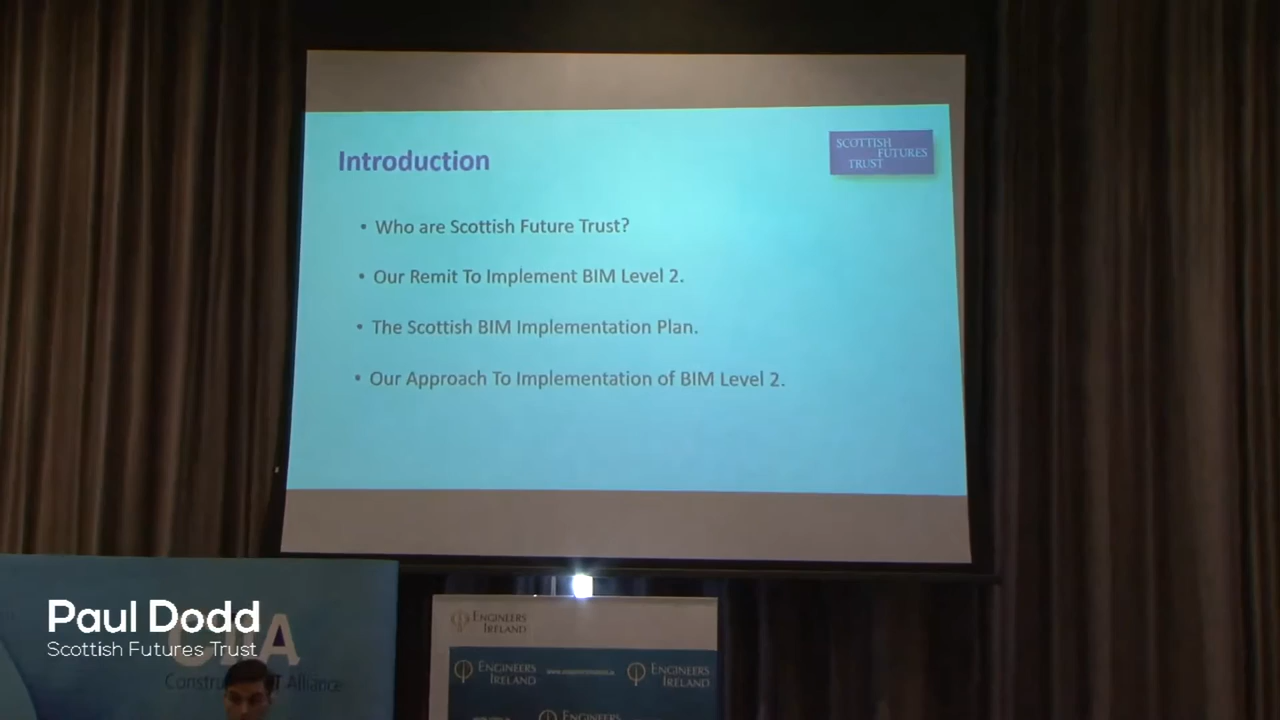 Introduction
SCOTTISH
FUTURES
TRUST
• Who are Scottish Future Trust?
• Our Remit To Implement BIM Level 2.
• The Scottish BIM Implementation Plan.
• Our Approach To Implementation of BIM Level 2.
Paul Dodd
Scottish Futures Trust
Alliance
ENGINEERS
IRELAND
ENGINEERS
IRELAND
ENGINEERS
IRELAND
ENGINEERS